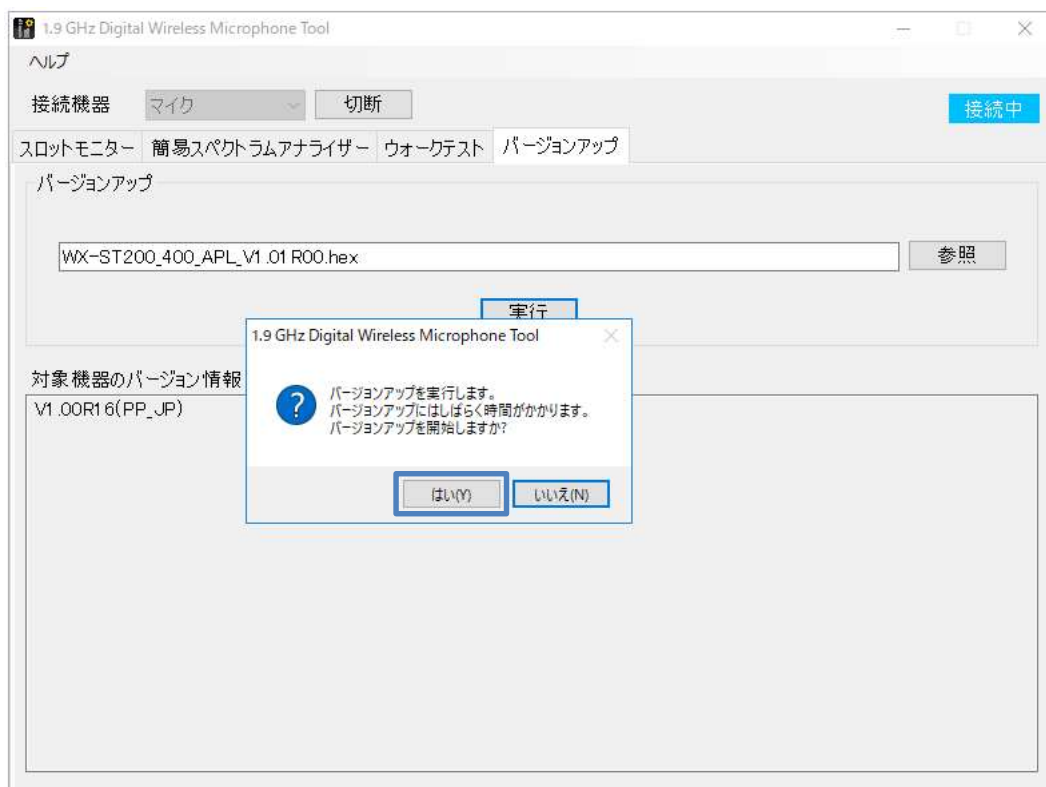 1.9 GHz Digital Wireless Microphone Tool
ヘルプ
接続機器 マイク 切断 接続中
スロットモニター 簡易スペクトラムアナライザー ウォークテスト バージョンアップ
バージョンアップ
WX-ST200_400_APL_V1.01R00.hex 参照
実行
1.9 GHz Digital Wireless Microphone Tool
対象機器のバージョン情報
V1.00R16(PP_JP)
バージョンアップを実行します。
バージョンアップにはしばらく時間がかかります。
バージョンアップを開始しますか?
はい(Y) いいえ(N)